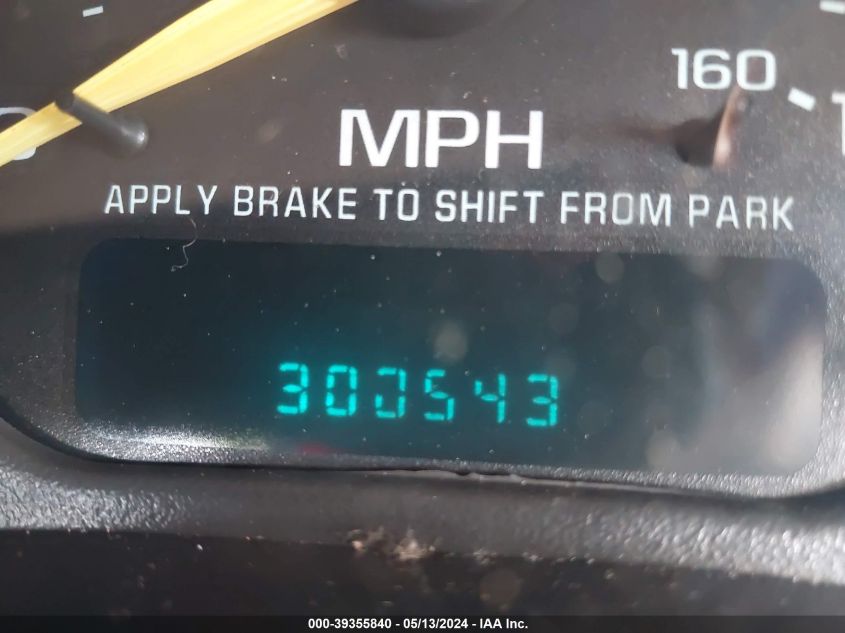 160
MPH
APPLY BRAKE TO SHIFT FROM PARK
300543
000-39355840 - 05/13/2024 - IAA Inc.